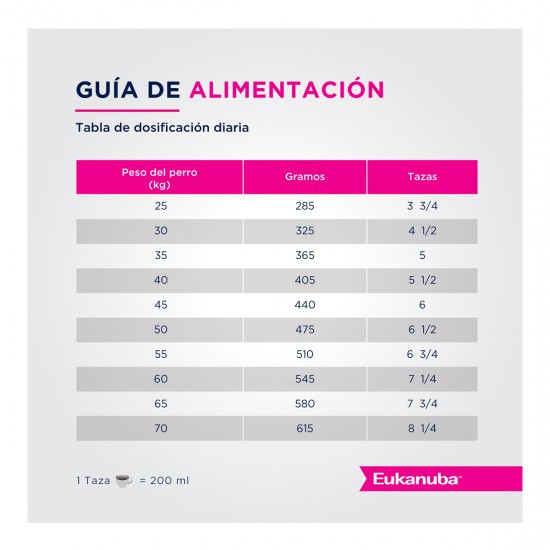 GUÍA DE ALIMENTACIÓN
Tabla de dosificación diaria
Peso del perro (kg) Gramos Tazas
25 285 3 3/4
30 325 4 1/2
35 365 5
40 405 5 1/2
45 440 6
50 475 6 1/2
55 510 6 3/4
60 545 7 1/4
65 580 7 3/4
70 615 8 1/4
1 Taza = 200 ml
Eukanuba™